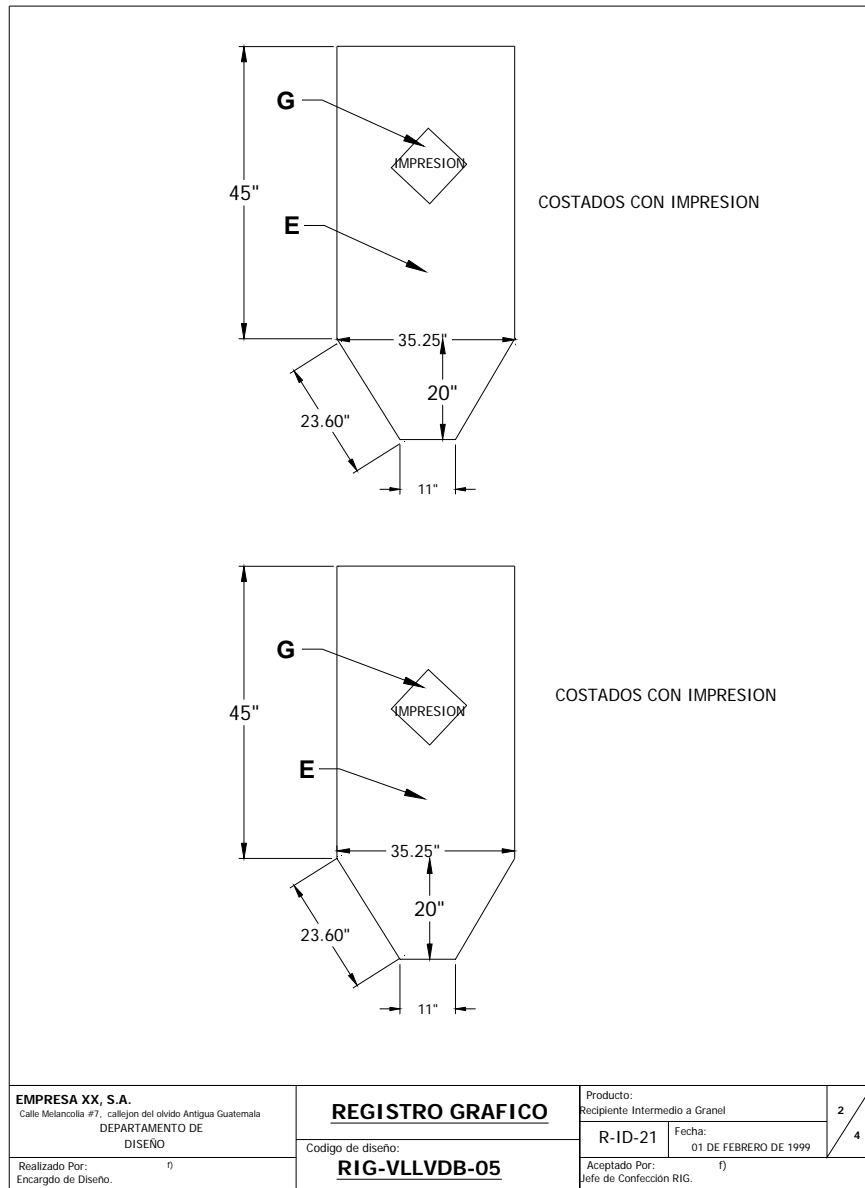 G
IMPRESION
45"
COSTADOS CON IMPRESION
E
35.25"
20"
23.60"
11"
G
IMPRESION
45"
COSTADOS CON IMPRESION
E
35.25"
20"
23.60"
11"
EMPRESA XX, S.A.
Calle Melancolia #7, callejon del olvido Antigua Guatemala
DEPARTAMENTO DE
DISEÑO
Realizado Por: f)
Encargdo de Diseño.
REGISTRO GRAFICO
Codigo de diseño:
RIG-VLLVDB-05
Producto:
Recipiente Intermedio a Granel
R-ID-21
Fecha:
01 DE FEBRERO DE 1999
2/4
Aceptado Por: f)
Jefe de Confección RIG.